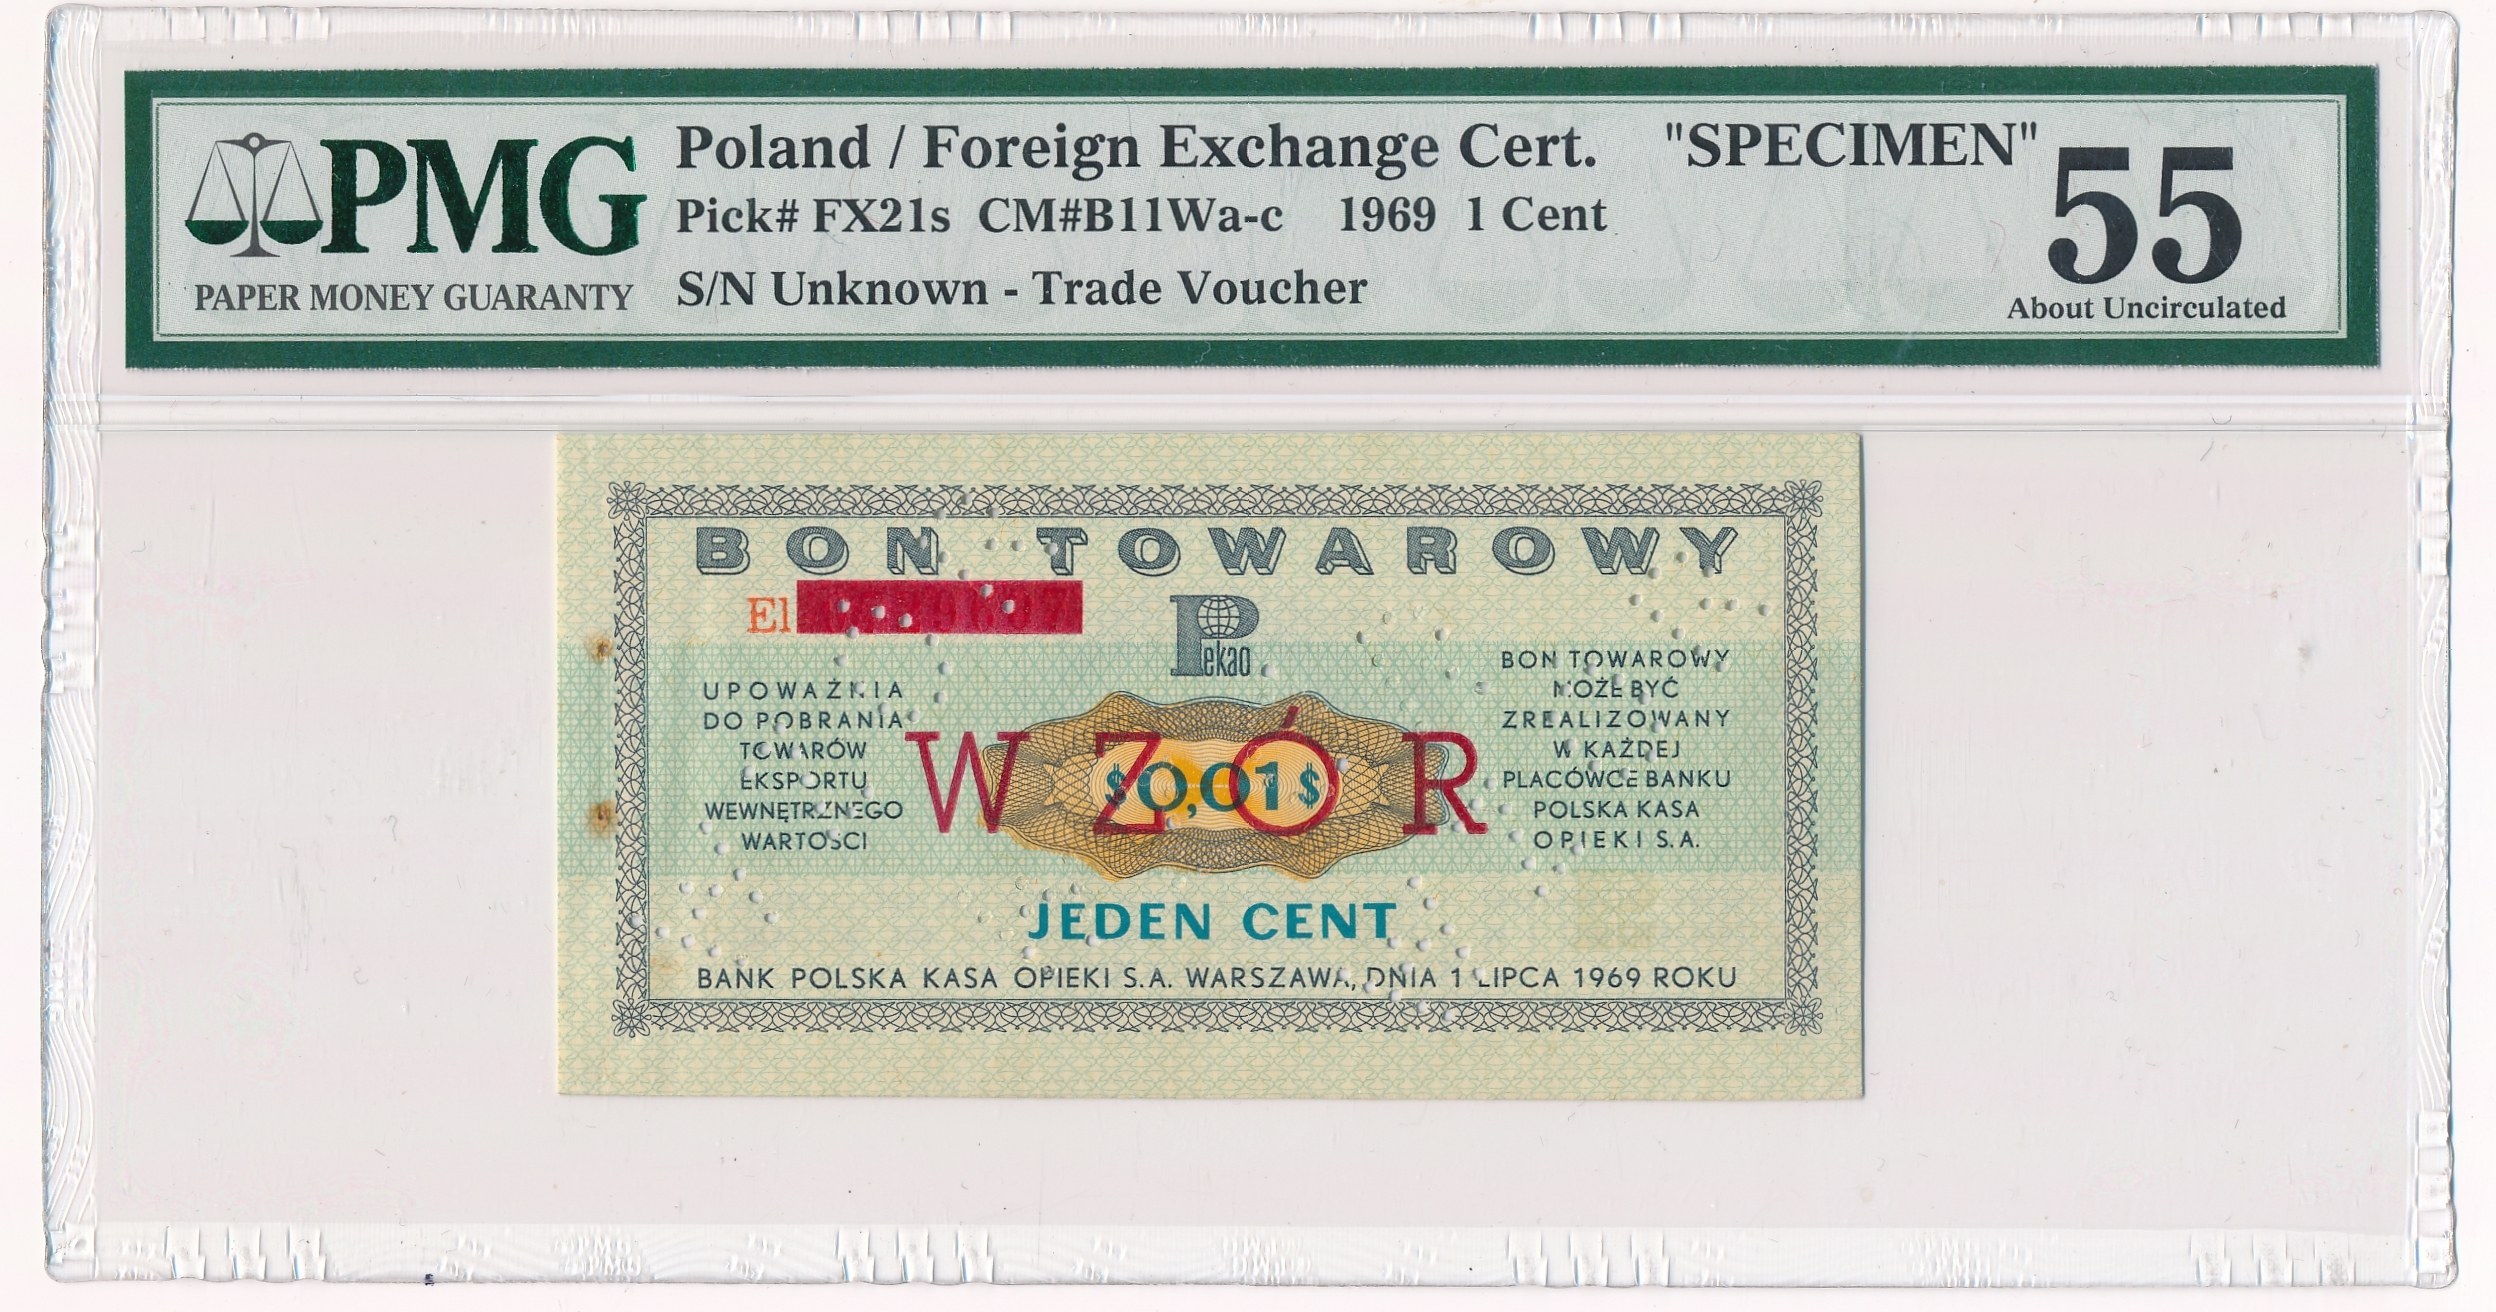 PMG
PAPER MONEY GUARANTY
Poland / Foreign Exchange Cert. "SPECIMEN"
Pick# FX21s CM#B11Wa-c 1969 1 Cent
S/N Unknown - Trade Voucher
55
About Uncirculated
BON TOWAROWY
El
Pekao
UPOWAŻNIA
DO POBRANIA
TOWARÓW
EKSPORTU
WEWNĘTRZNEGO
WARTOŚCI
WZÓR
$0,01$
BON TOWAROWY
MOŻE BYĆ
ZREALIZOWANY
W KAŻDEJ
PLACÓWCE BANKU
POLSKA KASA
OPIEKI S.A.
JEDEN CENT
BANK POLSKA KASA OPIEKI S.A. WARSZAWA, DNIA 1 LIPCA 1969 ROKU